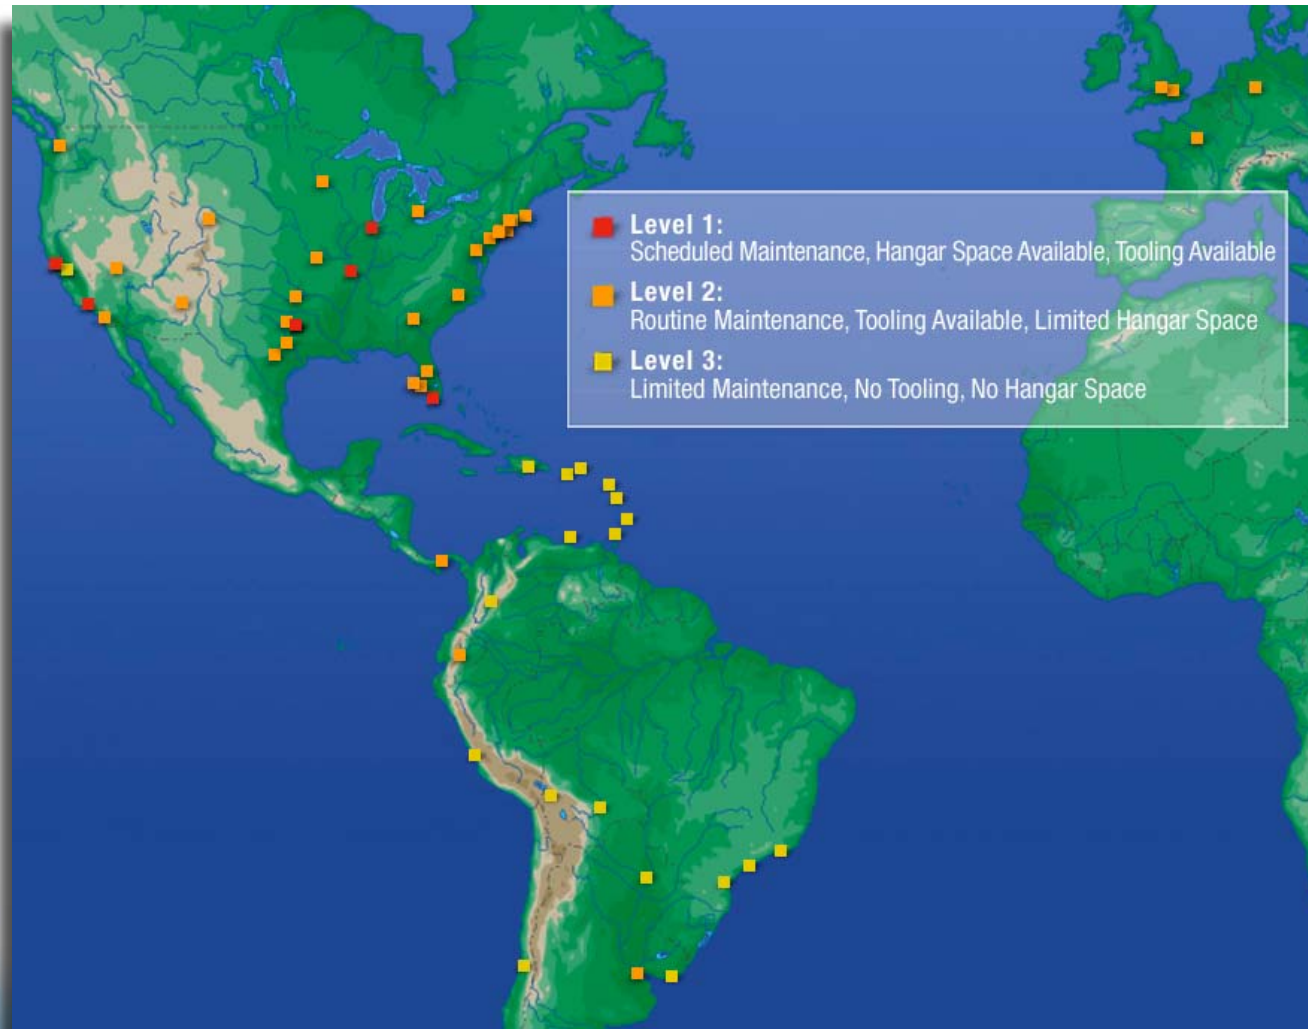 Level 1:
Scheduled Maintenance, Hangar Space Available, Tooling Available
Level 2:
Routine Maintenance, Tooling Available, Limited Hangar Space
Level 3:
Limited Maintenance, No Tooling, No Hangar Space